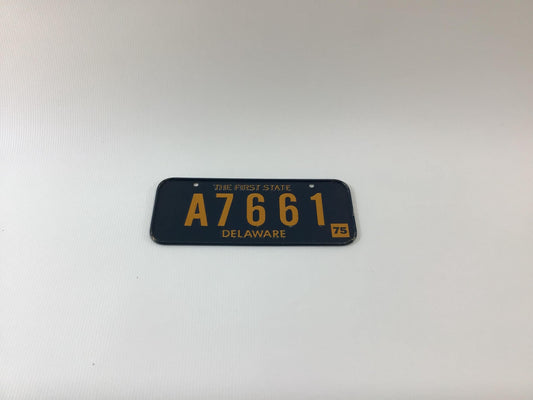 THE FIRST STATE
A7661
75
DELAWARE